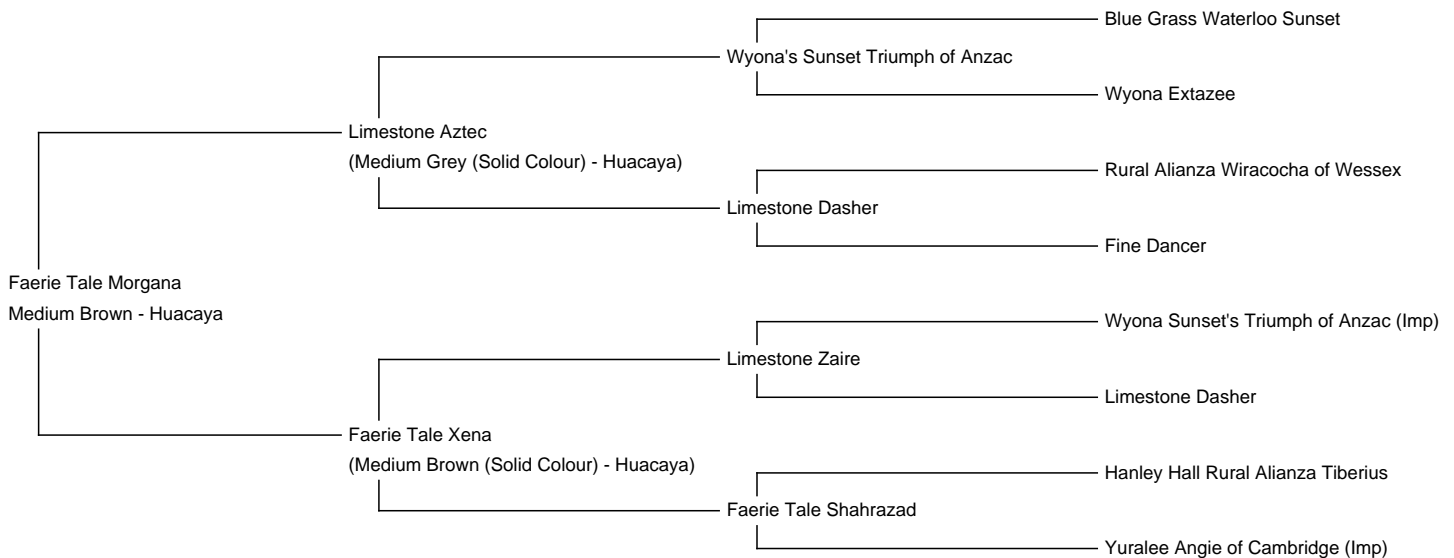 Blue Grass Waterloo Sunset
Wyona's Sunset Triumph of Anzac
Wyona Extazee
Limestone Aztec
(Medium Grey (Solid Colour) - Huacaya)
Rural Alianza Wiracocha of Wessex
Limestone Dasher
Fine Dancer
Faerie Tale Morgana
Medium Brown - Huacaya
Wyona Sunset's Triumph of Anzac (Imp)
Limestone Zaire
Limestone Dasher
Faerie Tale Xena
(Medium Brown (Solid Colour) - Huacaya)
Hanley Hall Rural Alianza Tiberius
Faerie Tale Shahrazad
Yuralee Angie of Cambridge (Imp)